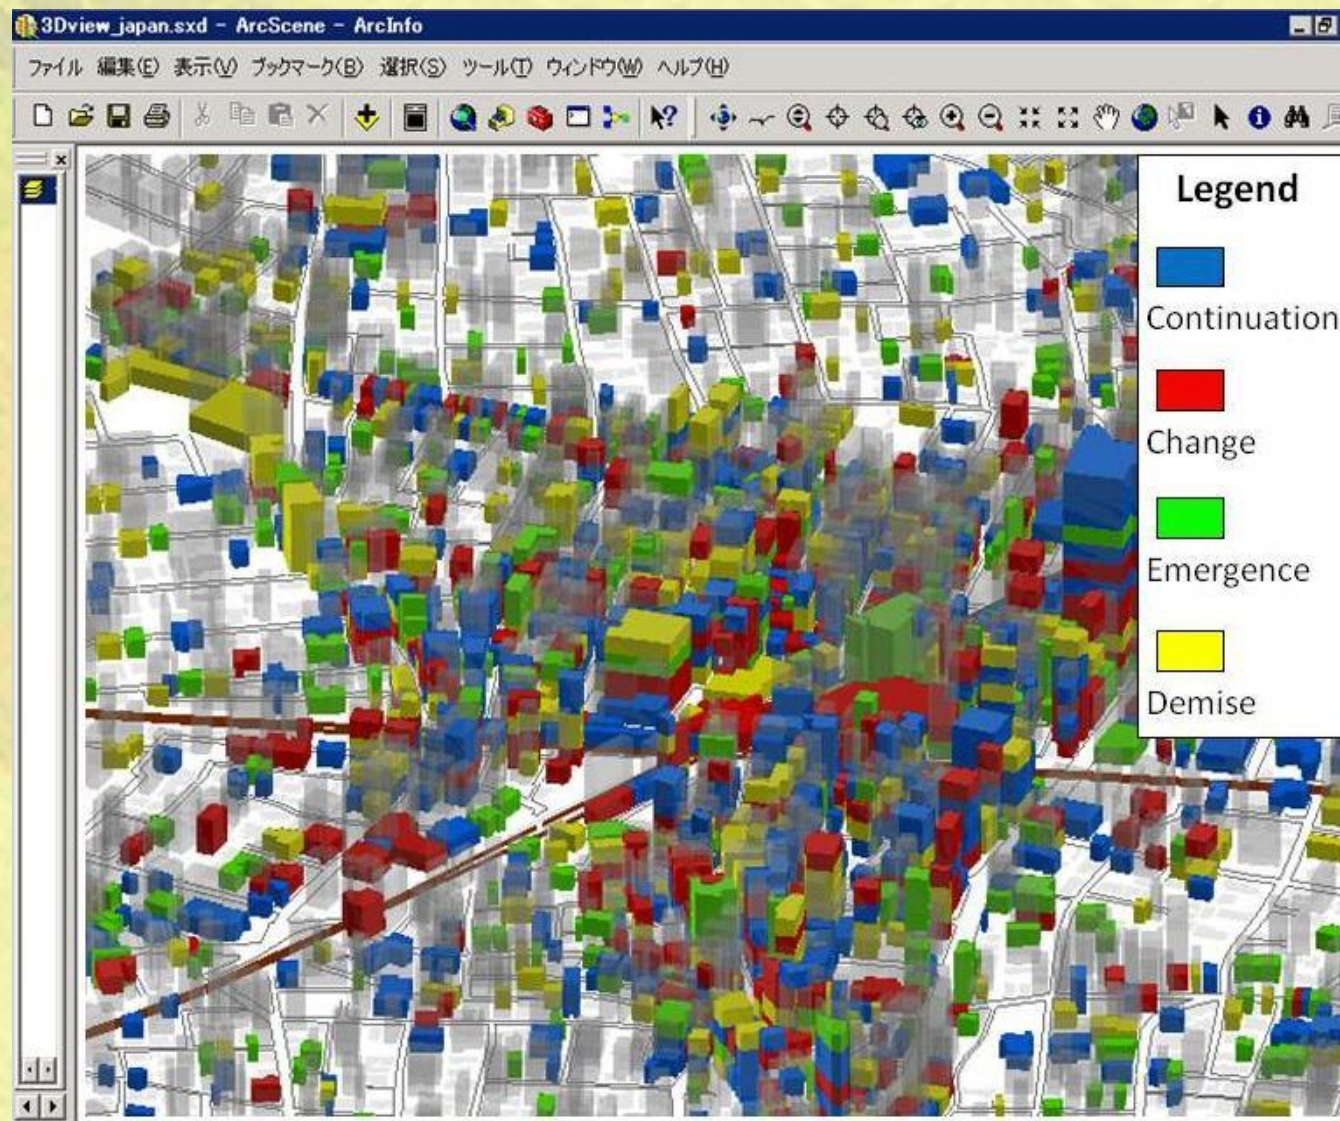 3Dview_japan.sxd - ArcScene - ArcInfo
ファイル 編集(E) 表示(V) ブックマーク(B) 選択(S) ツール(T) ウィンドウ(W) ヘルプ(H)
Legend
Continuation
Change
Emergence
Demise